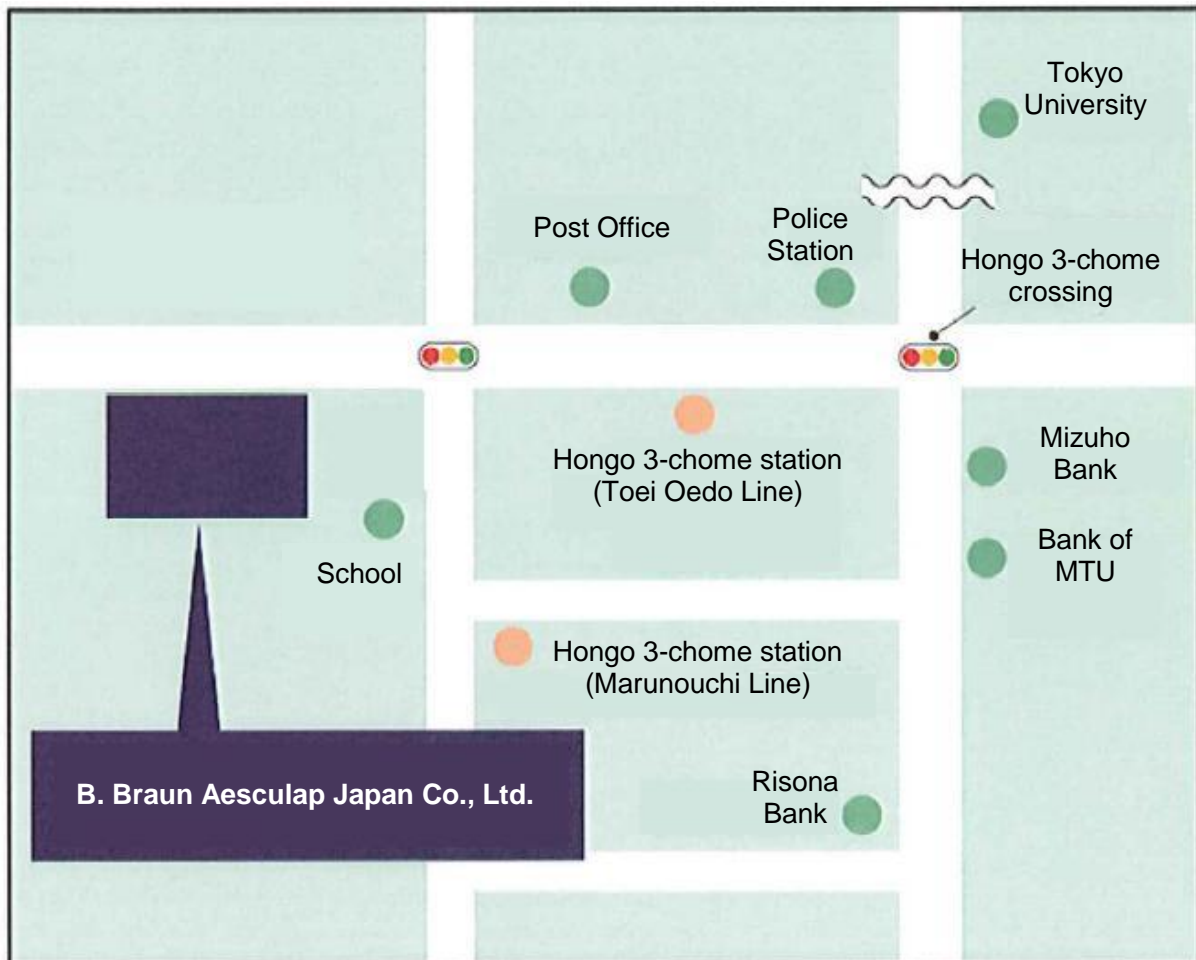 Tokyo
University
Post Office
Police
Station
Hongo 3-chome
crossing
Hongo 3-chome station
(Toei Oedo Line)
Mizuho
Bank
School
Bank of
MTU
Hongo 3-chome station
(Marunouchi Line)
B. Braun Aesculap Japan Co., Ltd.
Risona
Bank